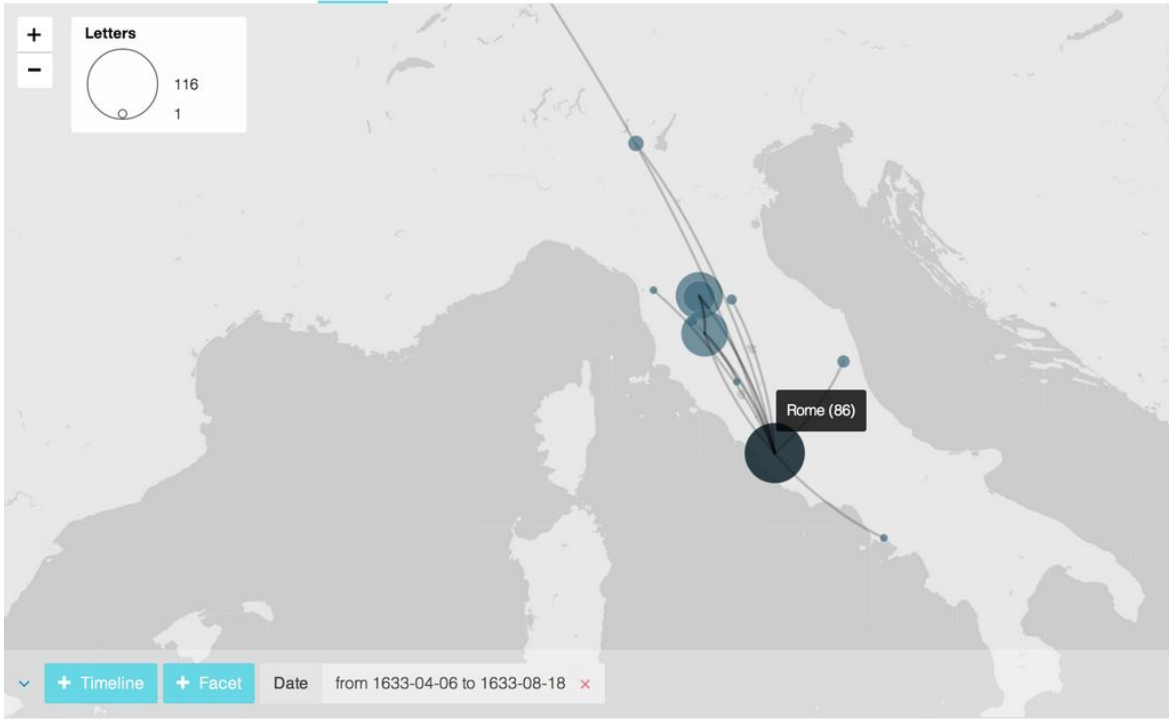 +
−
Letters
116
1
Rome (86)
+ Timeline + Facet Date from 1633-04-06 to 1633-08-18 ×